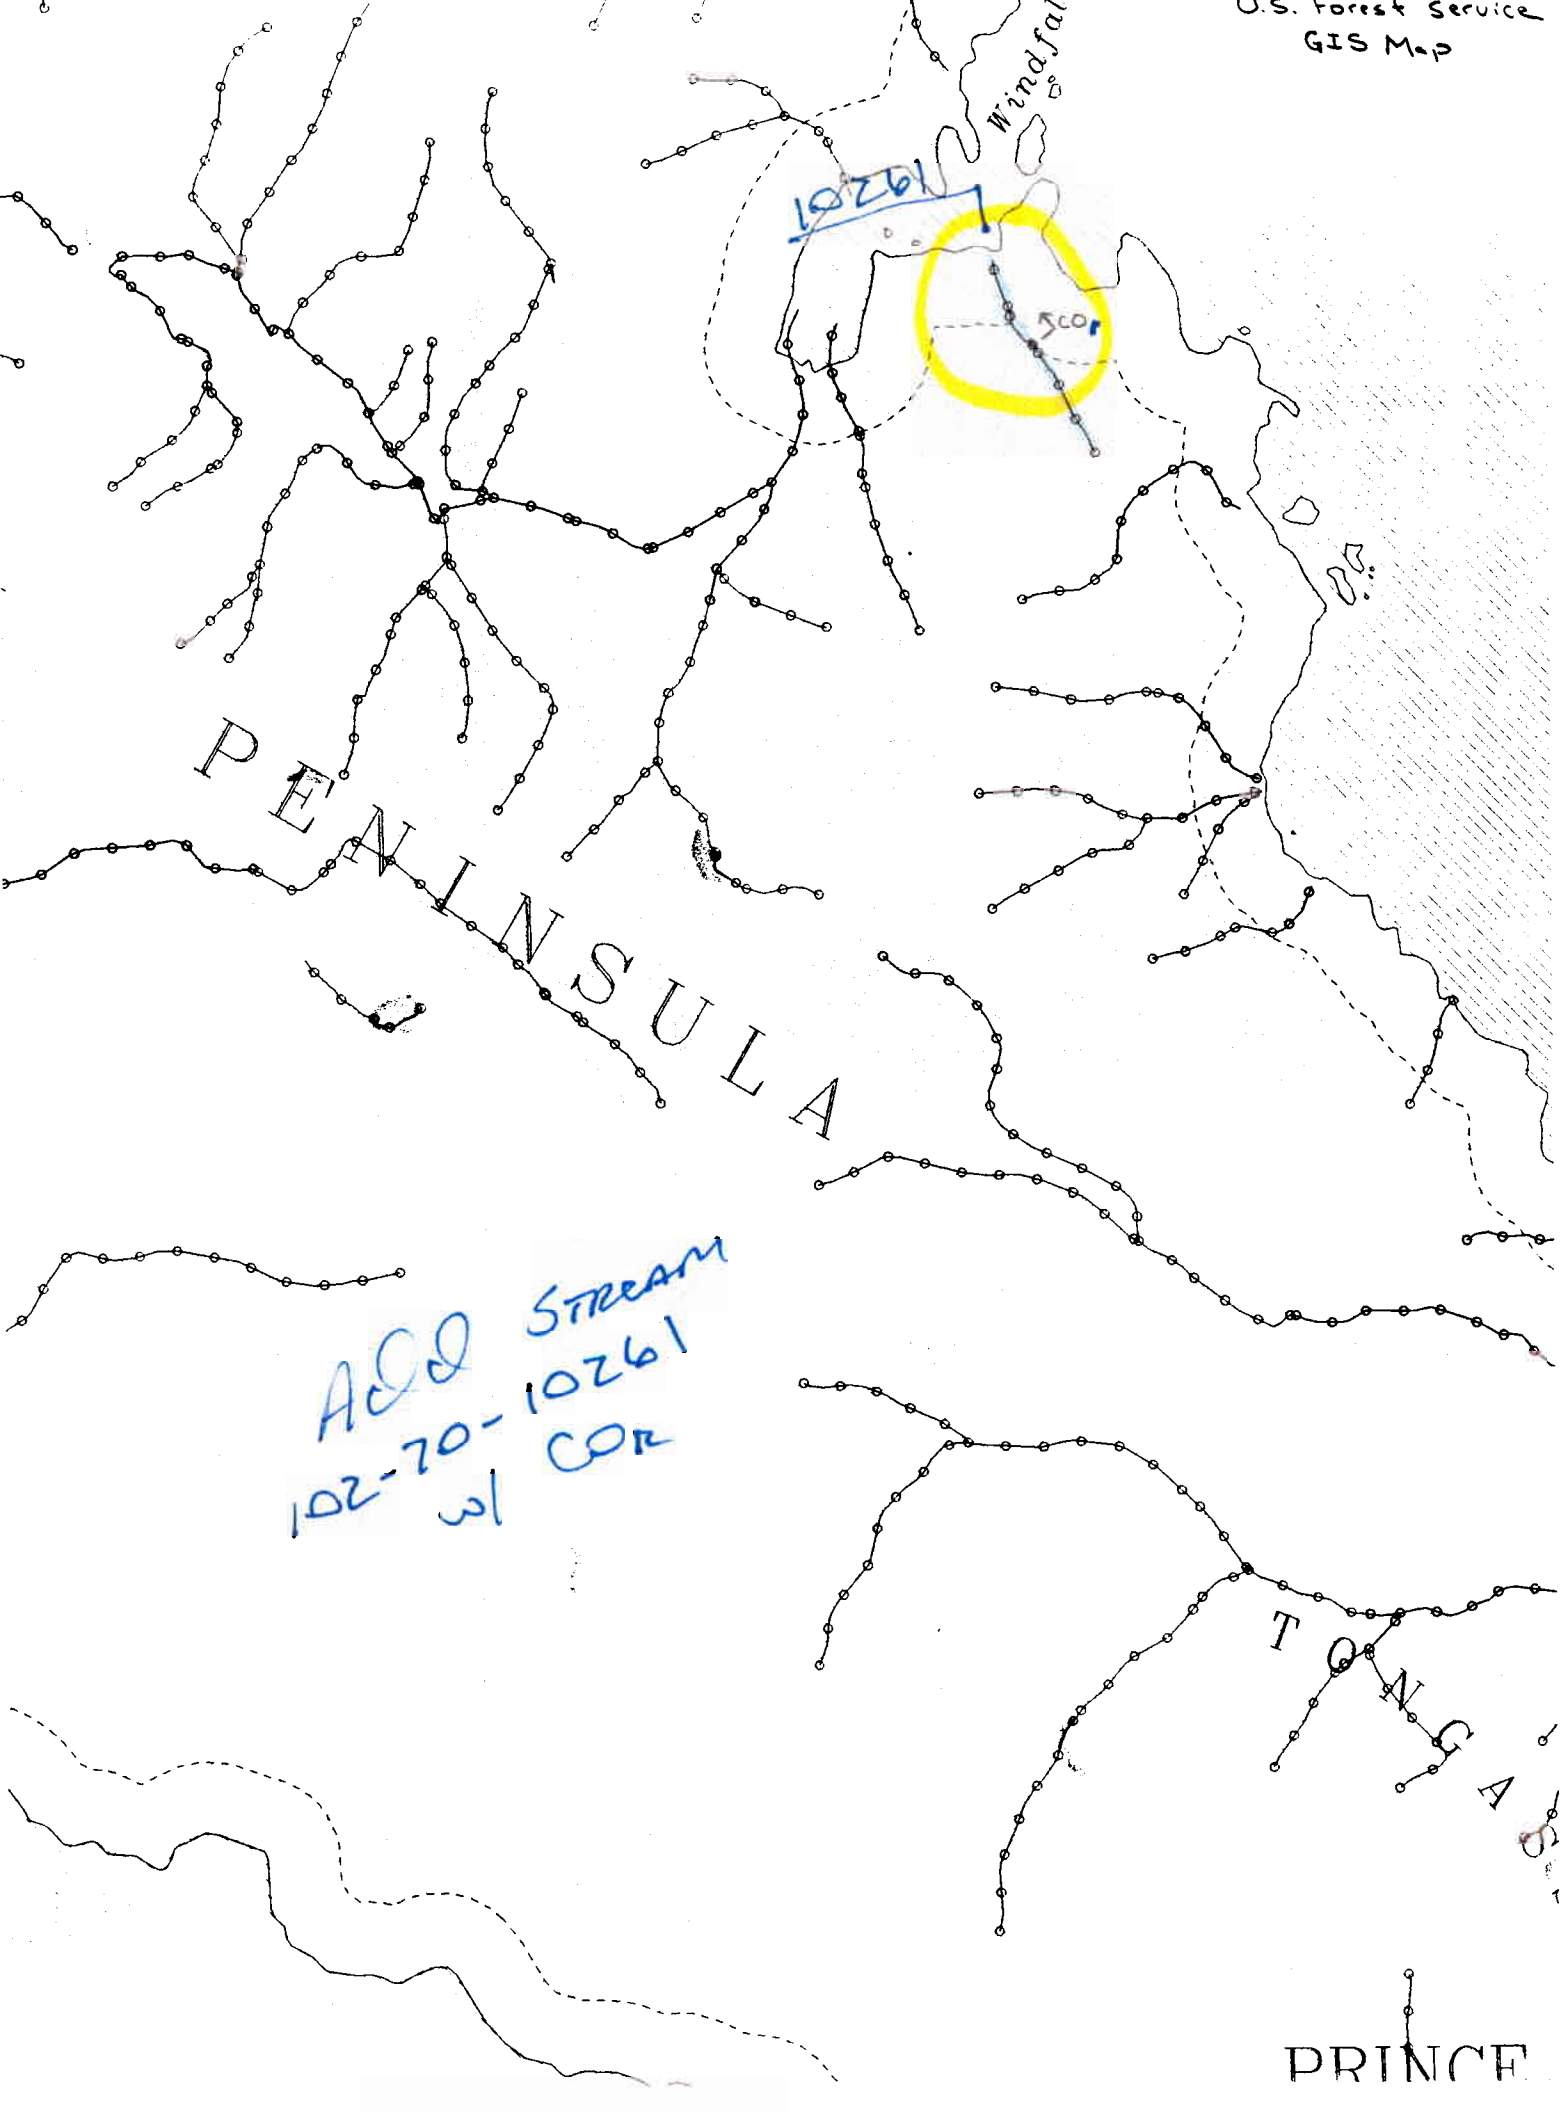 U.S. Forest Service
GIS Map
Windfal
10261
COr
PENINSULA
Add STREAM
102-70-10261
w/ COr
TONGAS
PRINCE